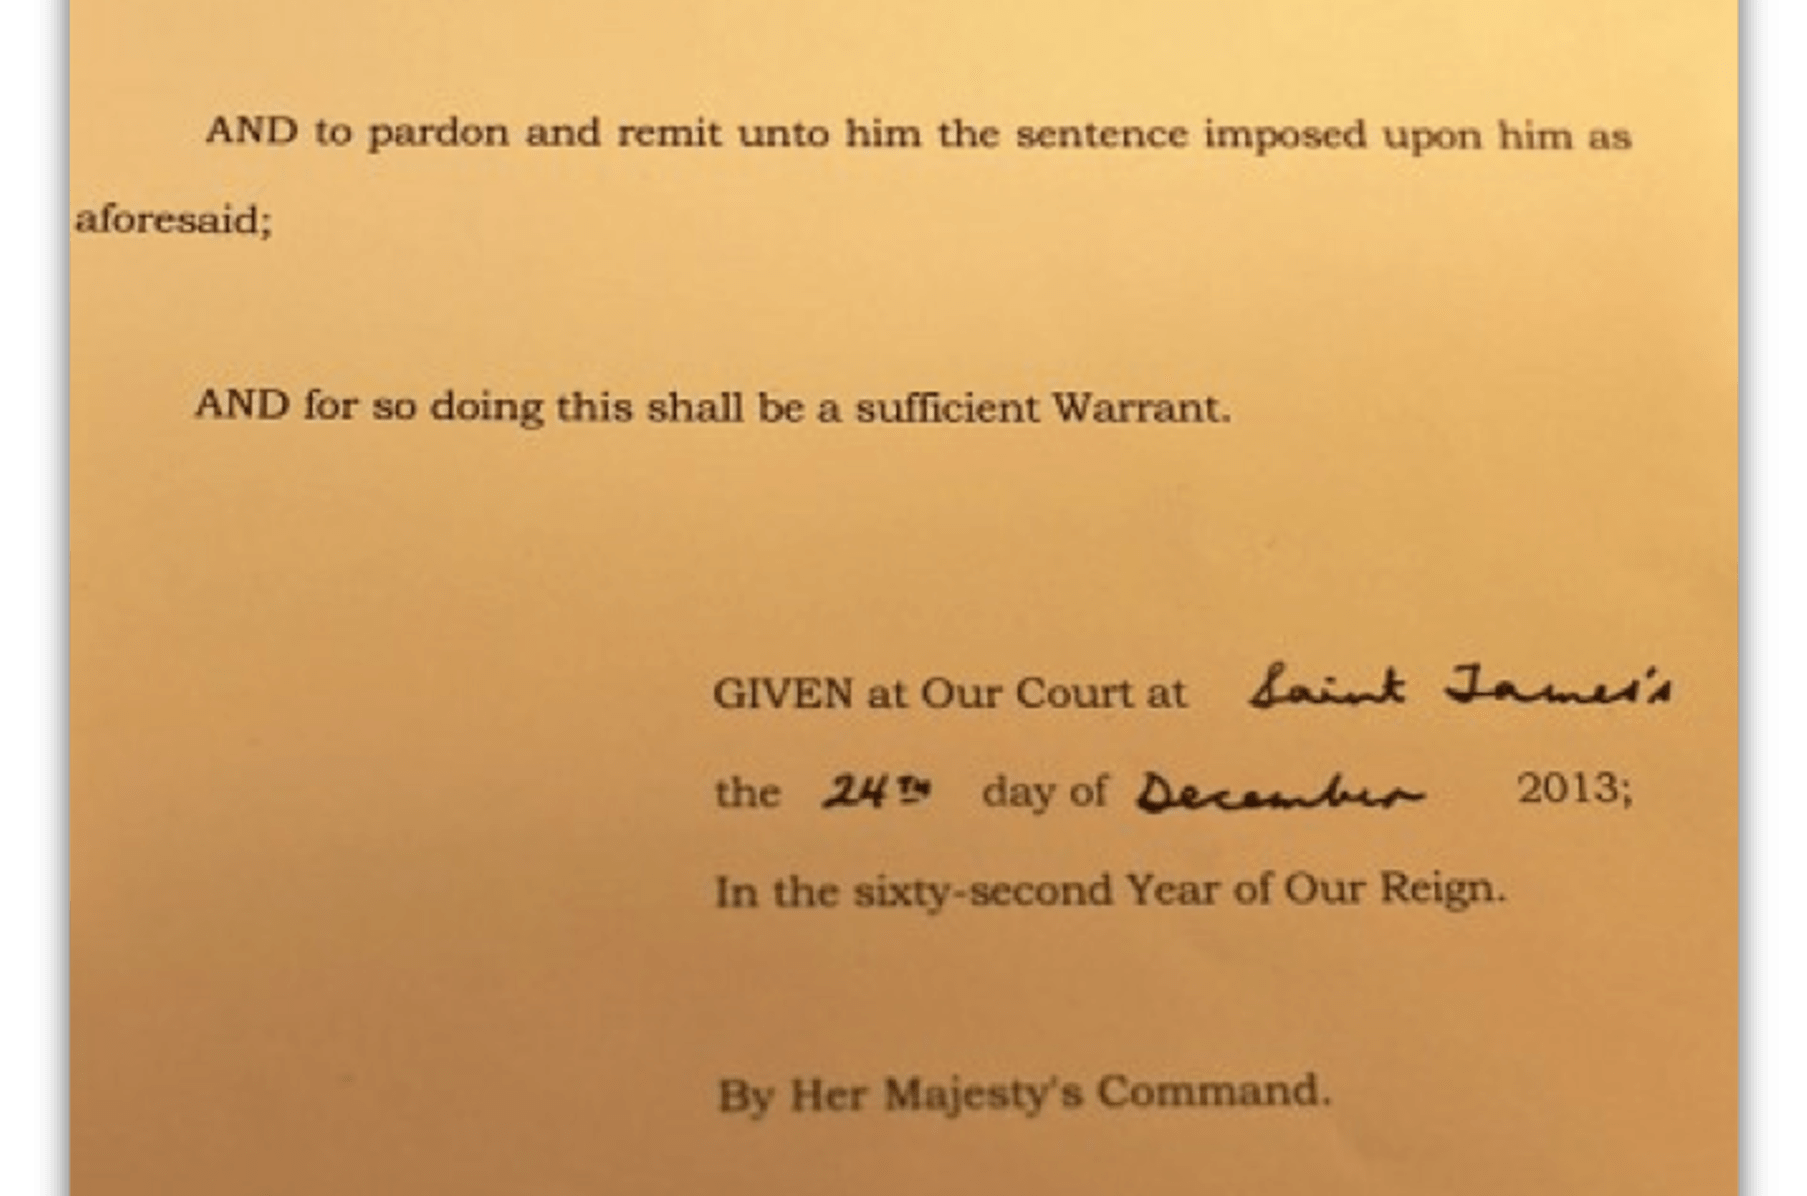 AND to pardon and remit unto him the sentence imposed upon him as
aforesaid;
AND for so doing this shall be a sufficient Warrant.
GIVEN at Our Court at Saint James's
the 24TH day of December 2013;
In the sixty-second Year of Our Reign.
By Her Majesty's Command.